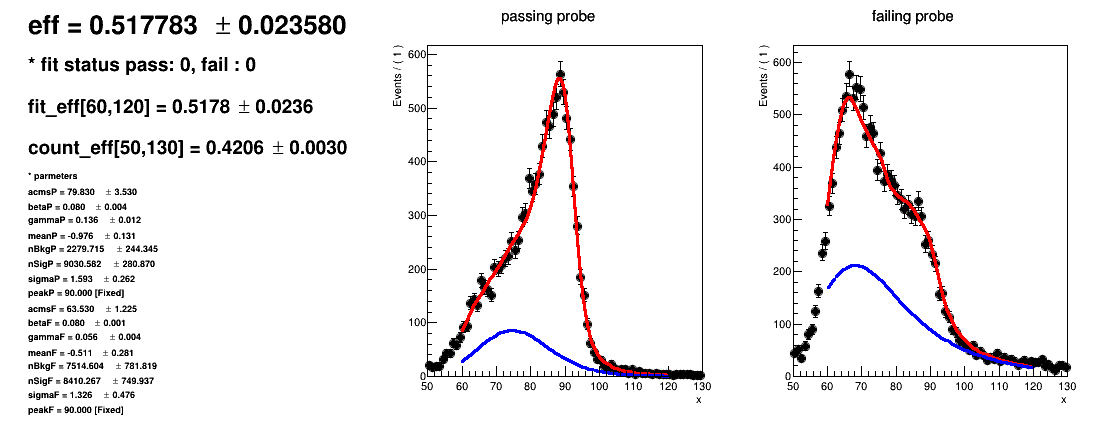 eff = 0.517783 ± 0.023580
* fit status pass: 0, fail : 0
fit_eff[60,120] = 0.5178 ± 0.0236
count_eff[50,130] = 0.4206 ± 0.0030
* parmeters
acmsP = 79.830 ± 3.530
betaP = 0.080 ± 0.004
gammaP = 0.136 ± 0.012
meanP = -0.976 ± 0.131
nBkgP = 2279.715 ± 244.345
nSigP = 9030.582 ± 280.870
sigmaP = 1.593 ± 0.262
peakP = 90.000 [Fixed]
acmsF = 63.530 ± 1.225
betaF = 0.080 ± 0.001
gammaF = 0.056 ± 0.004
meanF = -0.511 ± 0.281
nBkgF = 7514.604 ± 781.819
nSigF = 8410.267 ± 749.937
sigmaF = 1.326 ± 0.476
peakF = 90.000 [Fixed]
passing probe
Events / ( 1 )
600
500
400
300
200
100
0
50 60 70 80 90 100 110 120 130
x
failing probe
Events / ( 1 )
600
500
400
300
200
100
0
50 60 70 80 90 100 110 120 130
x